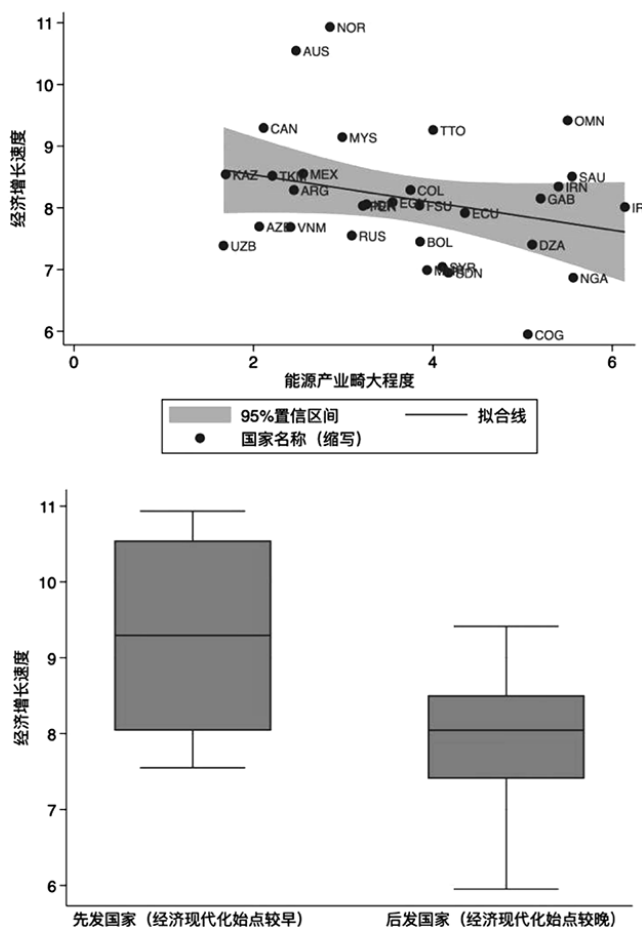 11
10
9
8
7
6
经济增长速度
NOR
AUS
CAN
MYS
TTO
OMN
KAZ
TKM
MEX
SAU
ARG
COL
IRN
GAB
FSU
ECU
AZE
VNM
RUS
UZB
BOL
DZA
SYR
NGA
COG
0
2
4
6
能源产业畸大程度
95%置信区间
拟合线
国家名称（缩写）
11
10
9
8
7
6
经济增长速度
先发国家（经济现代化始点较早）
后发国家（经济现代化始点较晚）